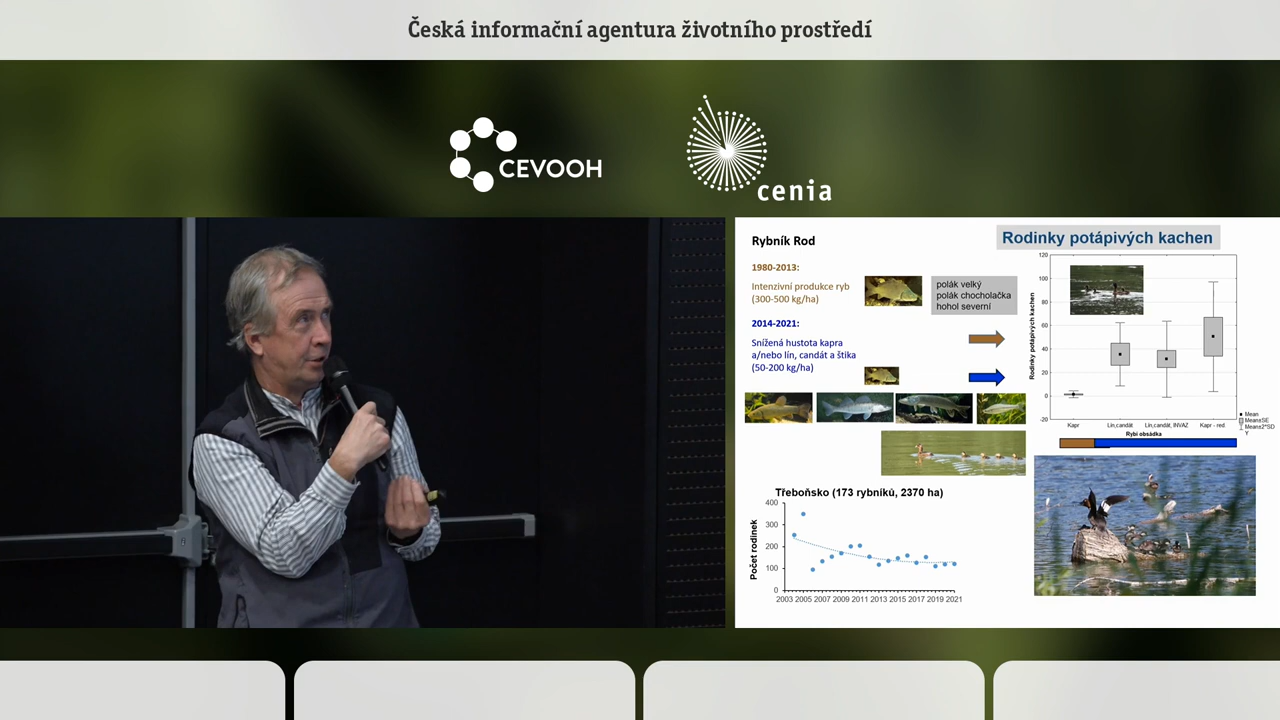 Česká informační agentura životního prostředí
CEVOOH
cenia
Rybník Rod
1980-2013:
Intenzivní produkce ryb
(300-500 kg/ha)
2014-2021:
Snížená hustota kapra
a/nebo lín, candát a štika
(50-200 kg/ha)
polák velký
polák chocholačka
hohol severní
Rodinky potápivých kachen
Rodinky potápivých kachen
120
100
80
60
40
20
0
-20
Kapr
Lín,candát
Lín,candát, INVAZ
Kapr - red
Rybí obsádka
Mean
Mean±SE
Mean±2*SD
Y
Třeboňsko (173 rybníků, 2370 ha)
Počet rodinek
400
300
200
100
0
2003 2005 2007 2009 2011 2013 2015 2017 2019 2021